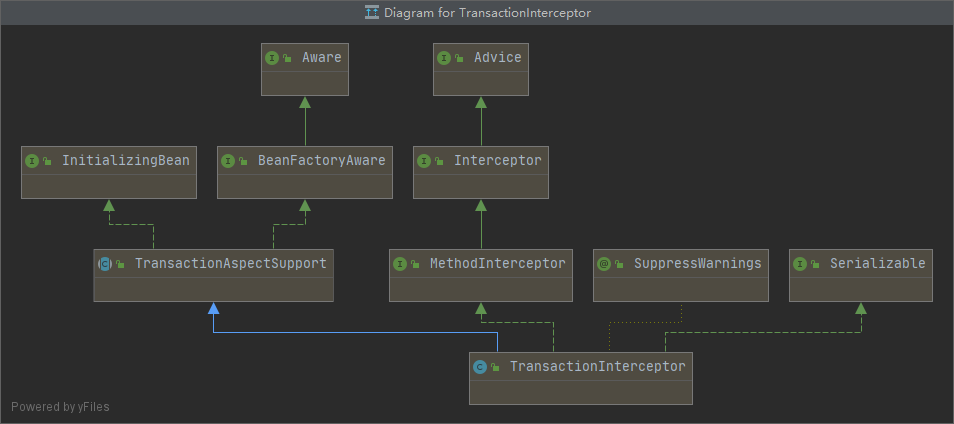 Diagram for TransactionInterceptor
I Aware
I Advice
I InitializingBean
I BeanFactoryAware
I Interceptor
C TransactionAspectSupport
I MethodInterceptor
@ SuppressWarnings
I Serializable
C TransactionInterceptor
Powered by yFiles